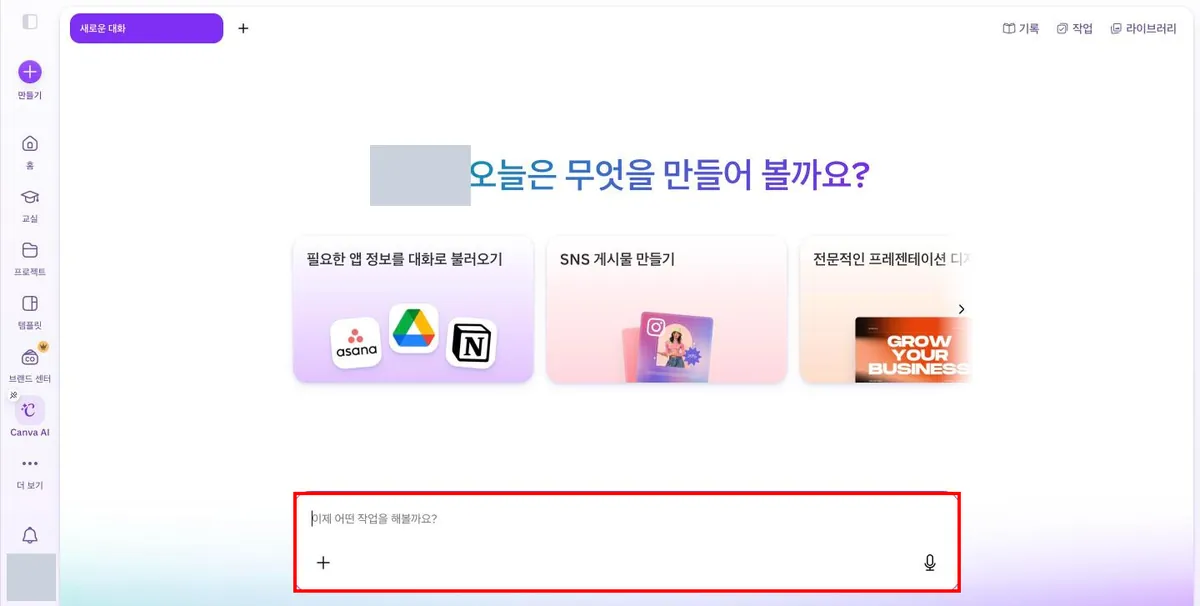 새로운 대화
+
기록
작업
라이브러리
만들기
홈
교실
프로젝트
템플릿
브랜드 센터
Canva AI
더 보기
오늘은 무엇을 만들어 볼까요?
필요한 앱 정보를 대화로 불러오기
asana
N
SNS 게시물 만들기
전문적인 프레젠테이션 디자
GROW
YOUR
BUSINESS
이제 어떤 작업을 해볼까요?
+